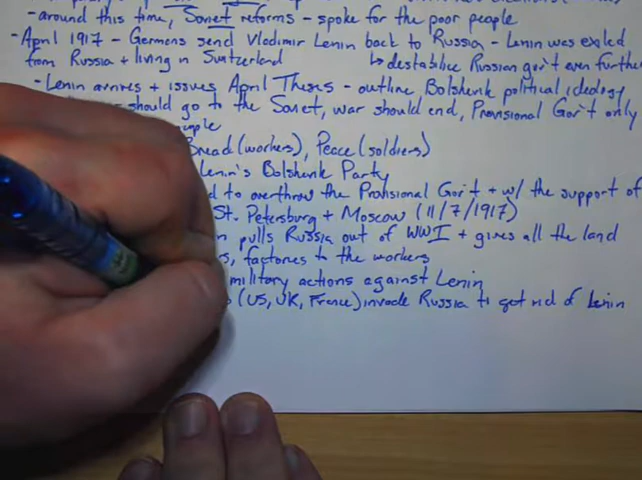 -around this time, Soviet reforms - spoke for the poor people
-April 1917 - Germans send Vladimir Lenin back to Russia - Lenin was exiled
from Russia + living in Switzerland ↳ destabilize Russian gov't even further
-Lenin arrives + issues April Theses - outline Bolshevik political ideology
should go to the Soviet, war should end, Provisional Gov't only
people
Bread (workers), Peace (soldiers)
Lenin's Bolshevik Party
to overthrow the Provisional Gov't + w/ the support of
St. Petersburg + Moscow (11/7/1917)
pulls Russia out of WWI + gives all the land
factories to the workers
military actions against Lenin
(US, UK, France) invade Russia to get rid of Lenin